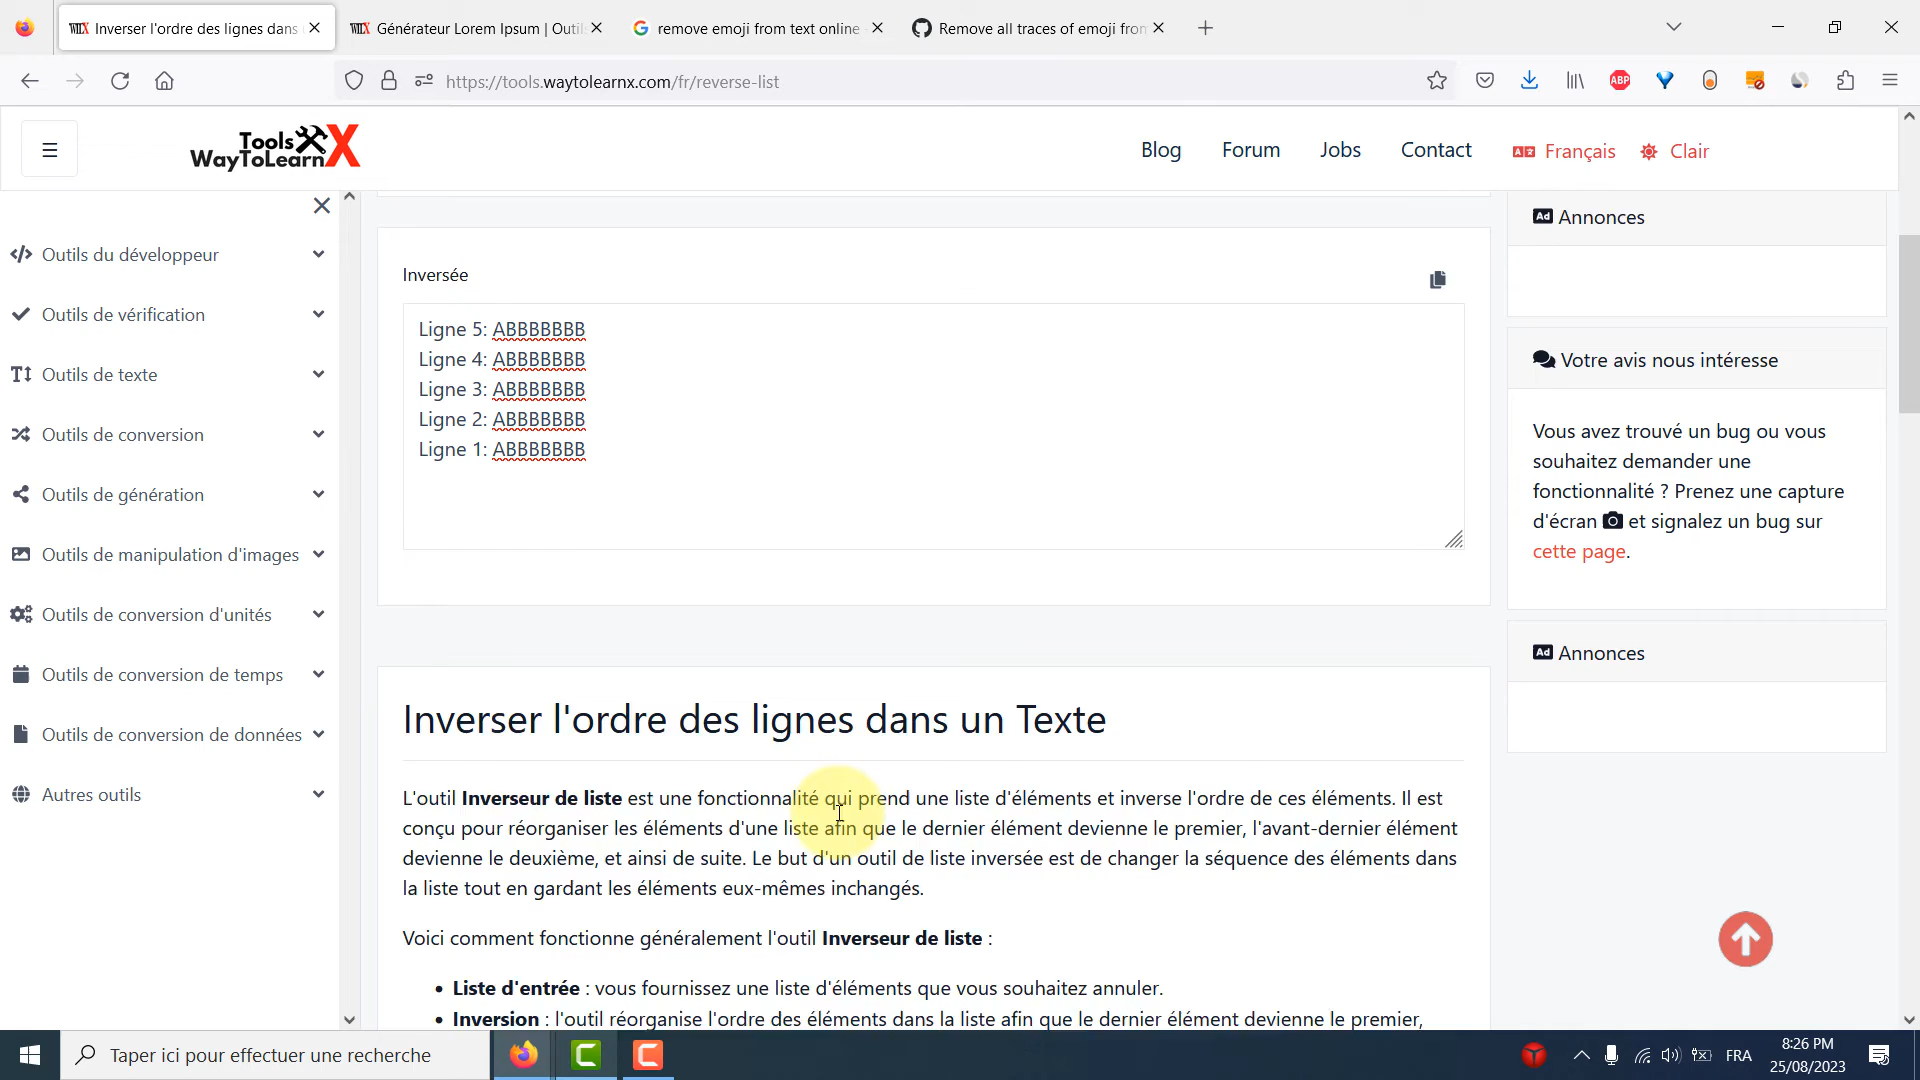 Inverser l'ordre des lignes dans
Générateur Lorem Ipsum | Outi
remove emoji from text online
Remove all traces of emoji fron
https://tools.waytolearnx.com/fr/reverse-list
ABP
Tools
WayToLearnX
Blog
Forum
Jobs
Contact
Français
Clair
Outils du développeur
Outils de vérification
Outils de texte
Outils de conversion
Outils de génération
Outils de manipulation d'images
Outils de conversion d'unités
Outils de conversion de temps
Outils de conversion de données
Autres outils
Inversée
Ligne 5: ABBBBBBB
Ligne 4: ABBBBBBB
Ligne 3: ABBBBBBB
Ligne 2: ABBBBBBB
Ligne 1: ABBBBBBB
Inverser l'ordre des lignes dans un Texte
L'outil Inverseur de liste est une fonctionnalité qui prend une liste d'éléments et inverse l'ordre de ces éléments. Il est
conçu pour réorganiser les éléments d'une liste afin que le dernier élément devienne le premier, l'avant-dernier élément
devienne le deuxième, et ainsi de suite. Le but d'un outil de liste inversée est de changer la séquence des éléments dans
la liste tout en gardant les éléments eux-mêmes inchangés.
Voici comment fonctionne généralement l'outil Inverseur de liste :
Liste d'entrée : vous fournissez une liste d'éléments que vous souhaitez annuler.
Inversion : l'outil réorganise l'ordre des éléments dans la liste afin que le dernier élément devienne le premier,
Ad Annonces
Votre avis nous intéresse
Vous avez trouvé un bug ou vous
souhaitez demander une
fonctionnalité ? Prenez une capture
d'écran et signalez un bug sur
cette page.
Ad Annonces
Taper ici pour effectuer une recherche
FRA
8:26 PM
25/08/2023